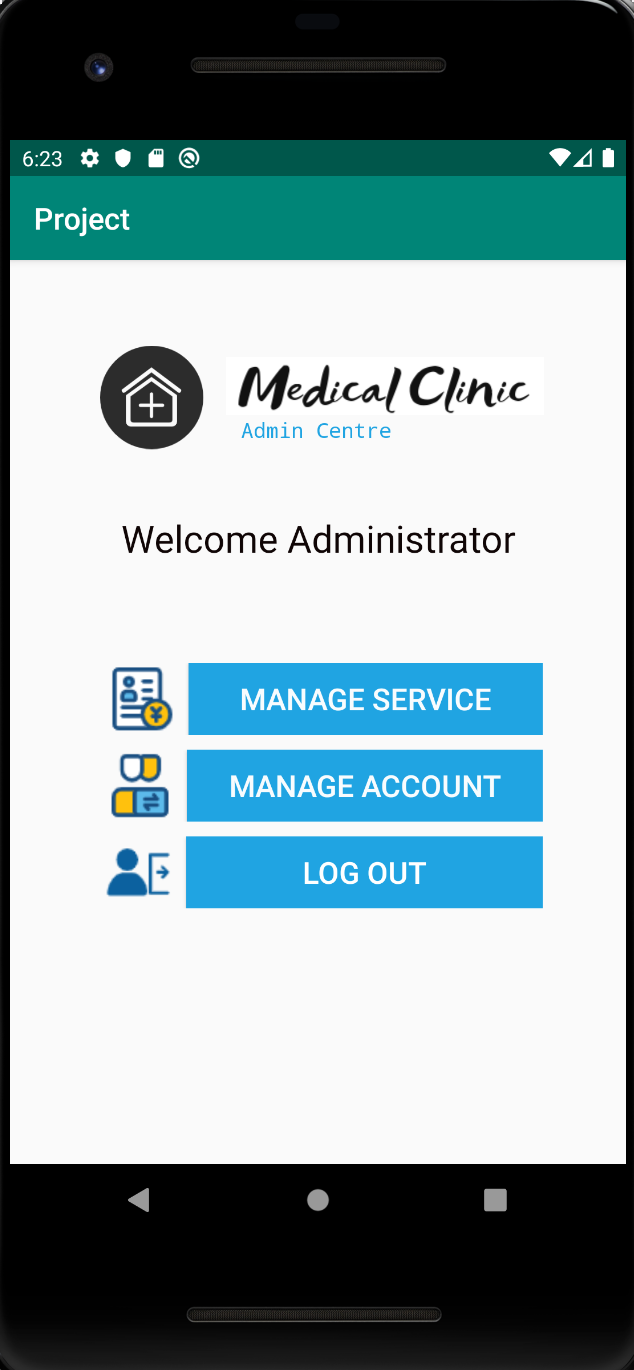 6:23
Project
Medical Clinic
Admin Centre
Welcome Administrator
MANAGE SERVICE
MANAGE ACCOUNT
LOG OUT